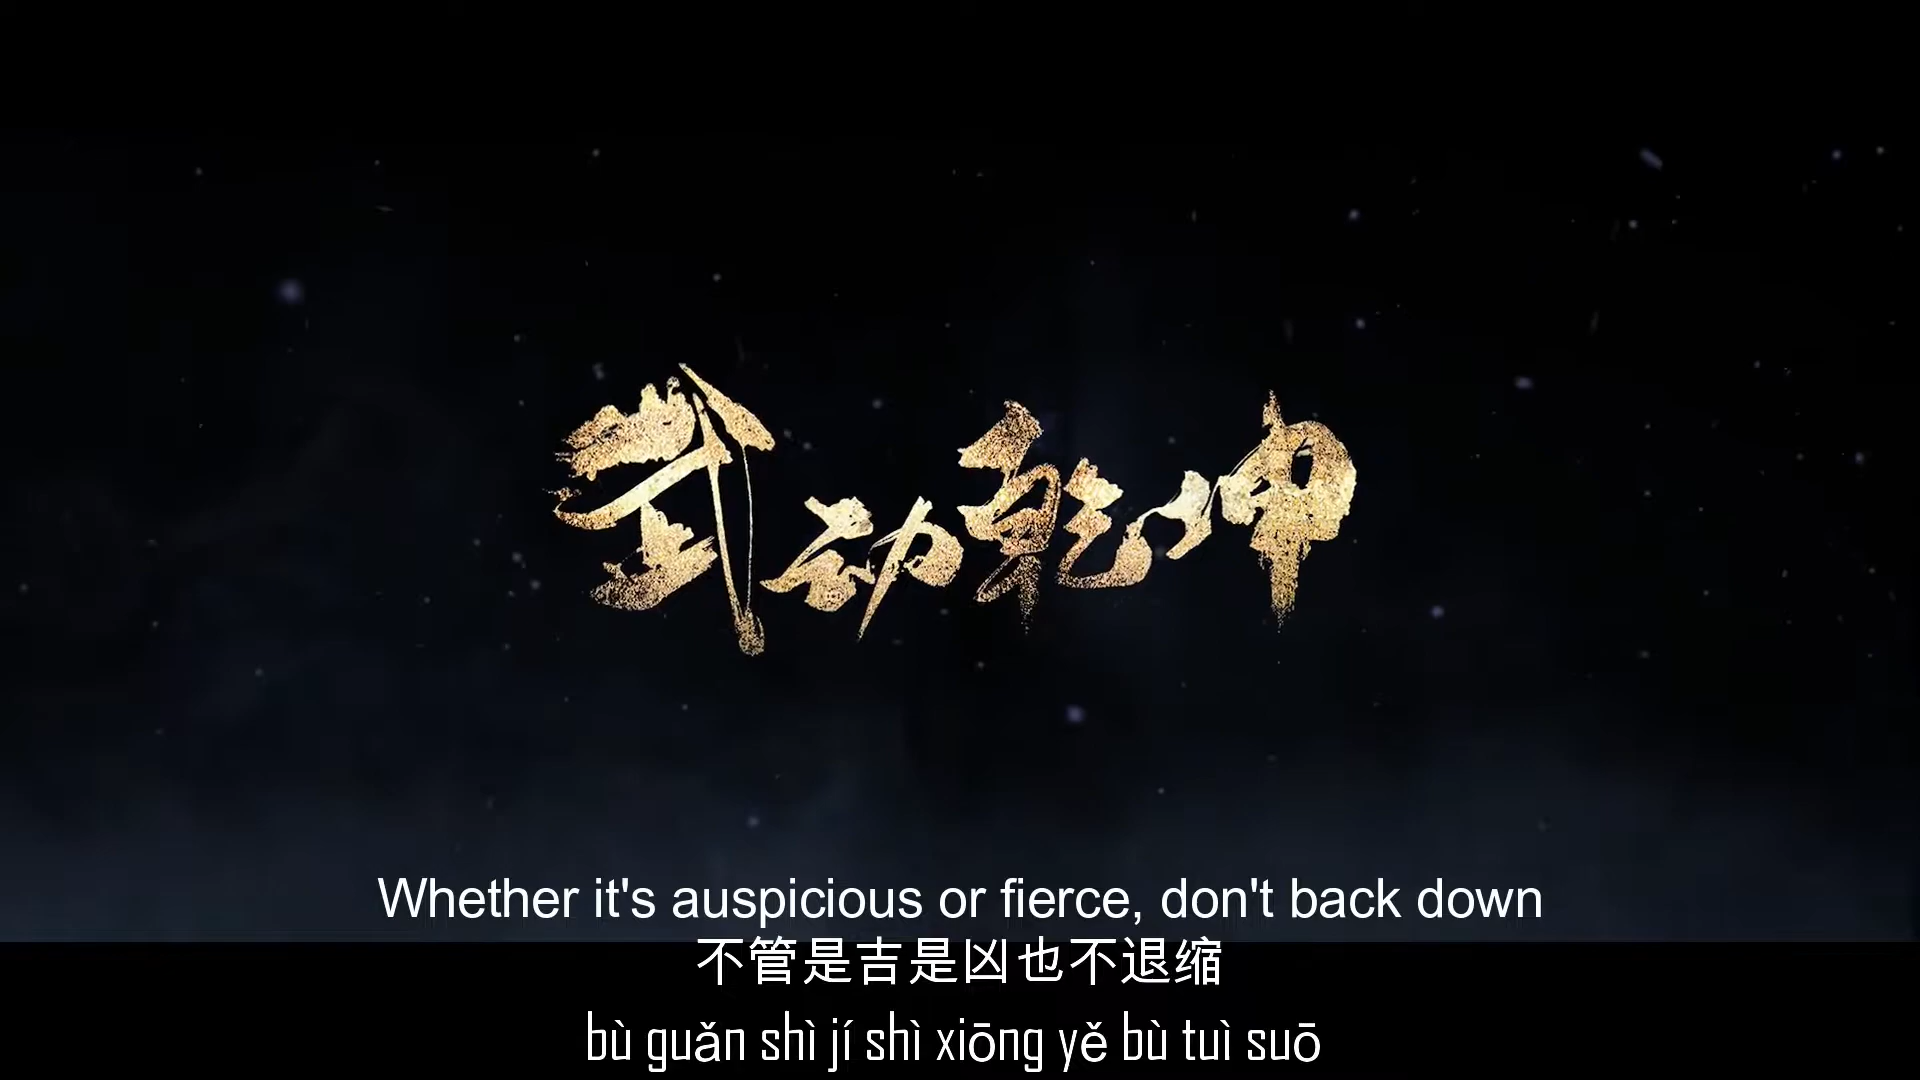 武动乾坤
Whether it's auspicious or fierce, don't back down
不管是吉是凶也不退缩
bù guǎn shì jí shì xiōng yě bù tuì suō